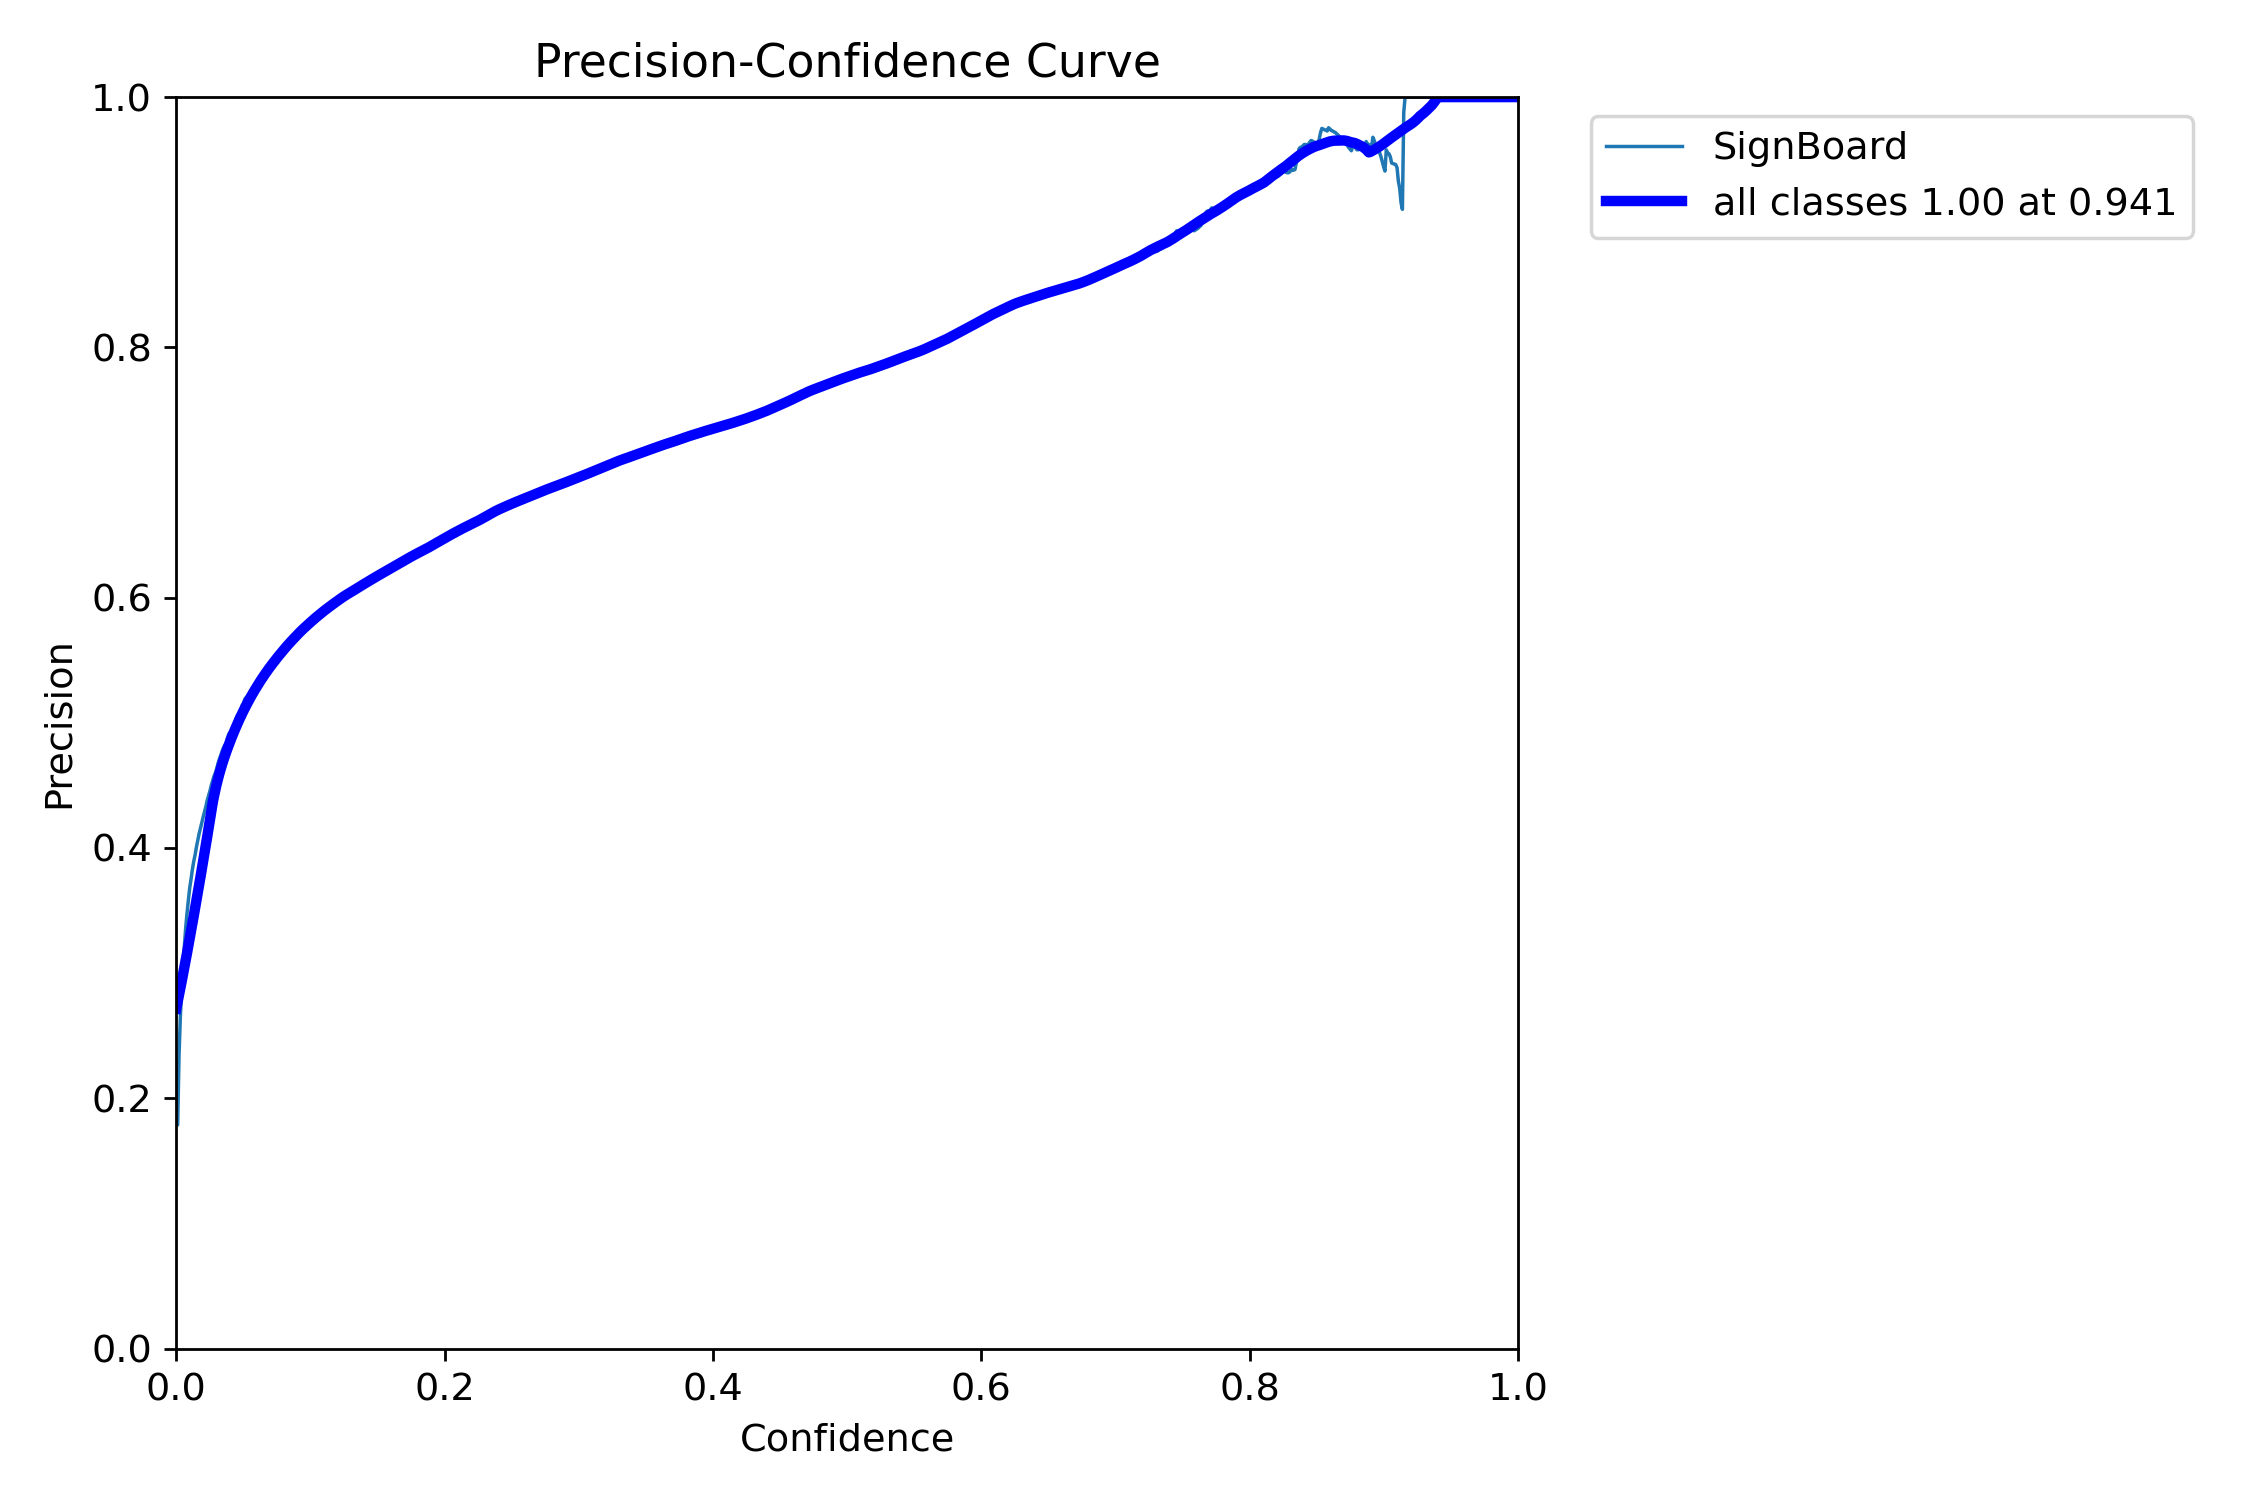 Precision-Confidence Curve
1.0
0.8
0.6
0.4
0.2
0.0
Precision
0.0 0.2 0.4 0.6 0.8 1.0
Confidence
SignBoard
all classes 1.00 at 0.941